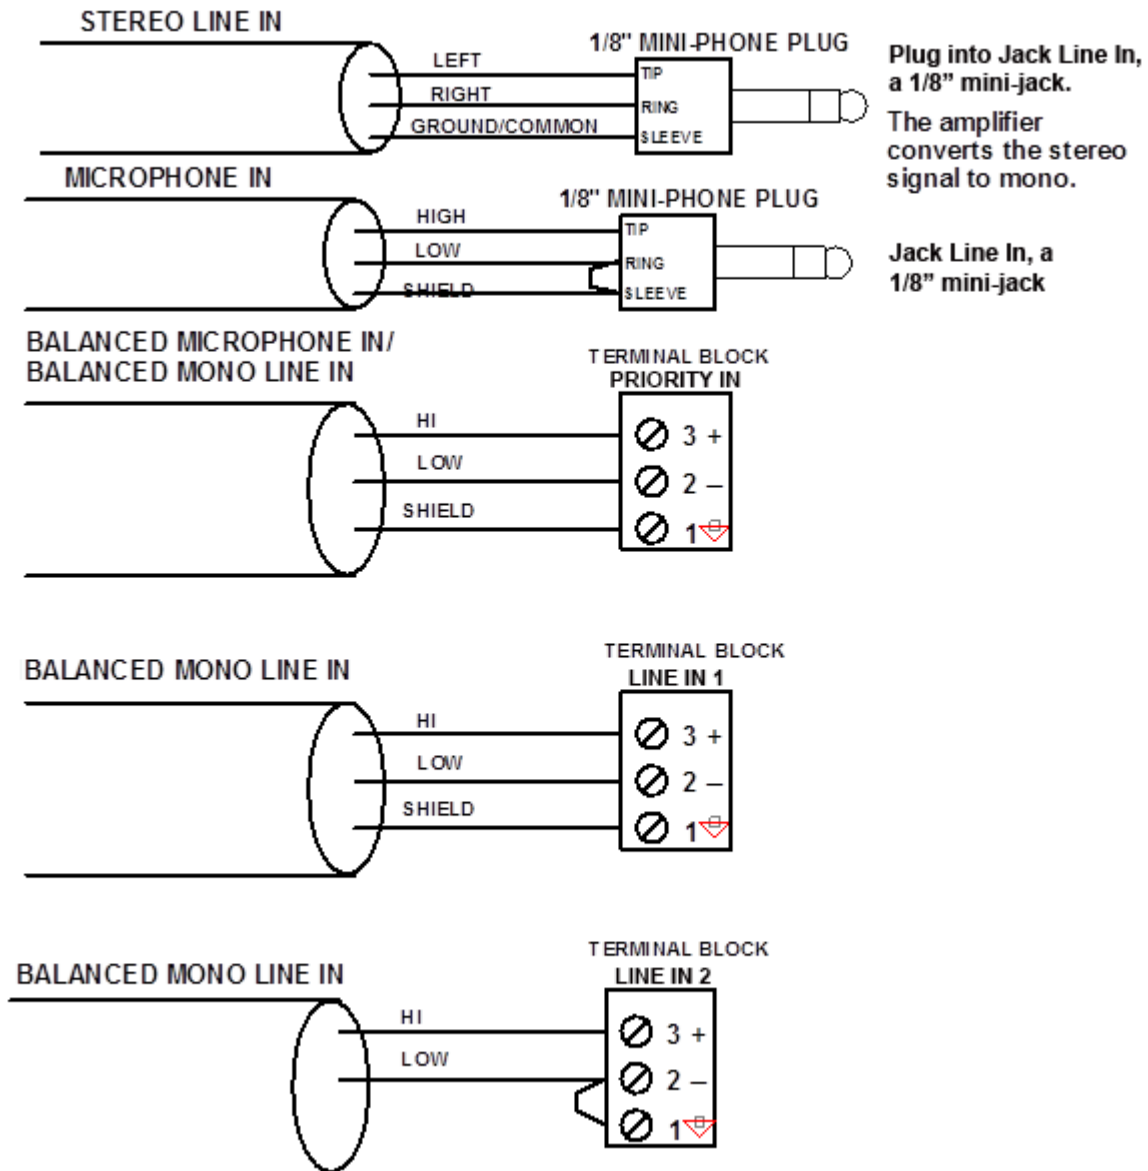 STEREO LINE IN
1/8" MINI-PHONE PLUG
LEFT
RIGHT
GROUND/COMMON
TIP
RING
SLEEVE
Plug into Jack Line In,
a 1/8” mini-jack.
The amplifier
converts the stereo
signal to mono.
MICROPHONE IN
1/8" MINI-PHONE PLUG
HIGH
LOW
SHIELD
TIP
RING
SLEEVE
Jack Line In, a
1/8” mini-jack
BALANCED MICROPHONE IN/
BALANCED MONO LINE IN
TERMINAL BLOCK
PRIORITY IN
HI
LOW
SHIELD
3 +
2 –
1
BALANCED MONO LINE IN
TERMINAL BLOCK
LINE IN 1
HI
LOW
SHIELD
3 +
2 –
1
BALANCED MONO LINE IN
TERMINAL BLOCK
LINE IN 2
HI
LOW
3 +
2 –
1